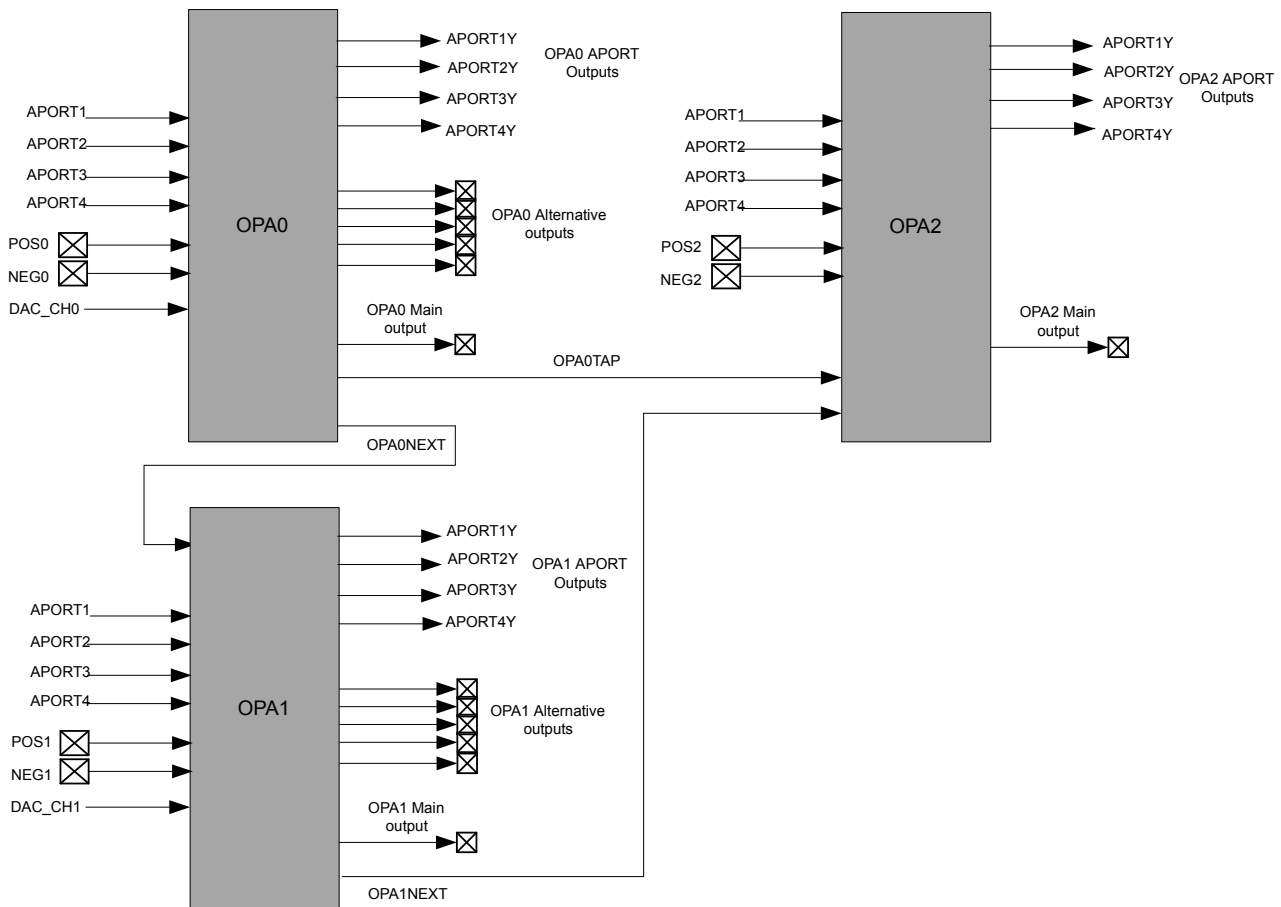 APORT1Y
APORT2Y
APORT3Y
APORT4Y
OPA0 APORT
Outputs
APORT1
APORT2
APORT3
APORT4
POS0
NEG0
DAC_CH0
OPA0
OPA0 Alternative
outputs
OPA0 Main
output
OPA0TAP
OPA0NEXT
APORT1Y
APORT2Y
APORT3Y
APORT4Y
OPA2 APORT
Outputs
APORT1
APORT2
APORT3
APORT4
POS2
NEG2
OPA2
OPA2 Main
output
APORT1Y
APORT2Y
APORT3Y
APORT4Y
OPA1 APORT
Outputs
APORT1
APORT2
APORT3
APORT4
POS1
NEG1
DAC_CH1
OPA1
OPA1 Alternative
outputs
OPA1 Main
output
OPA1NEXT